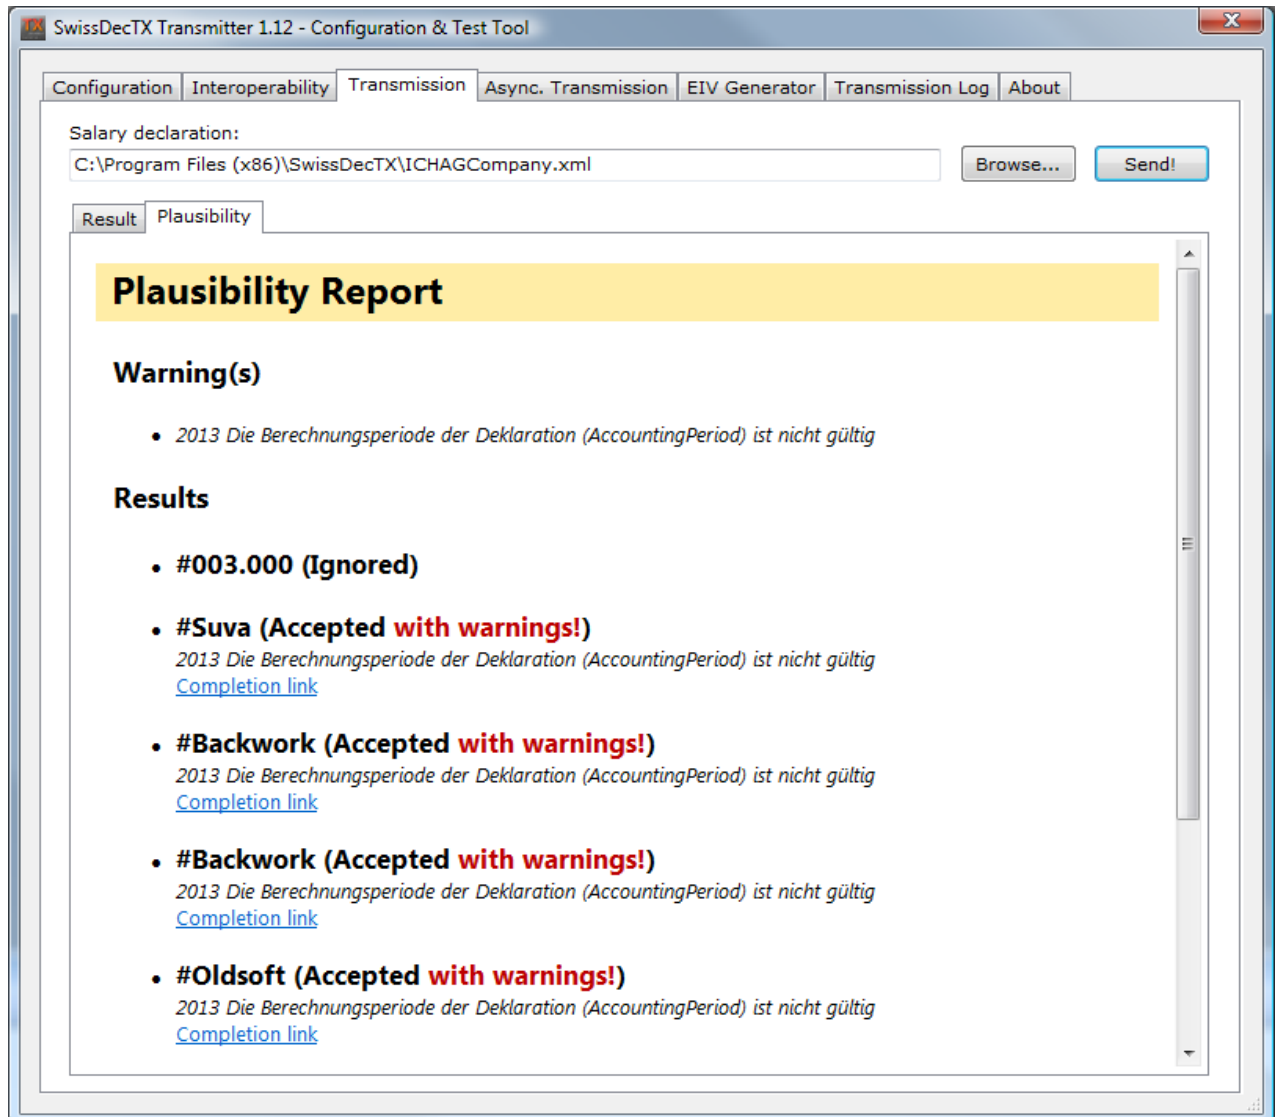 TX SwissDecTX Transmitter 1.12 - Configuration & Test Tool
Configuration Interoperability Transmission Async. Transmission EIV Generator Transmission Log About
Salary declaration:
C:\Program Files (x86)\SwissDecTX\ICHAGCompany.xml Browse... Send!
Result Plausibility
Plausibility Report
Warning(s)
• 2013 Die Berechnungsperiode der Deklaration (AccountingPeriod) ist nicht gültig
Results
• #003.000 (Ignored)
• #Suva (Accepted with warnings!)
2013 Die Berechnungsperiode der Deklaration (AccountingPeriod) ist nicht gültig
Completion link
• #Backwork (Accepted with warnings!)
2013 Die Berechnungsperiode der Deklaration (AccountingPeriod) ist nicht gültig
Completion link
• #Backwork (Accepted with warnings!)
2013 Die Berechnungsperiode der Deklaration (AccountingPeriod) ist nicht gültig
Completion link
• #Oldsoft (Accepted with warnings!)
2013 Die Berechnungsperiode der Deklaration (AccountingPeriod) ist nicht gültig
Completion link